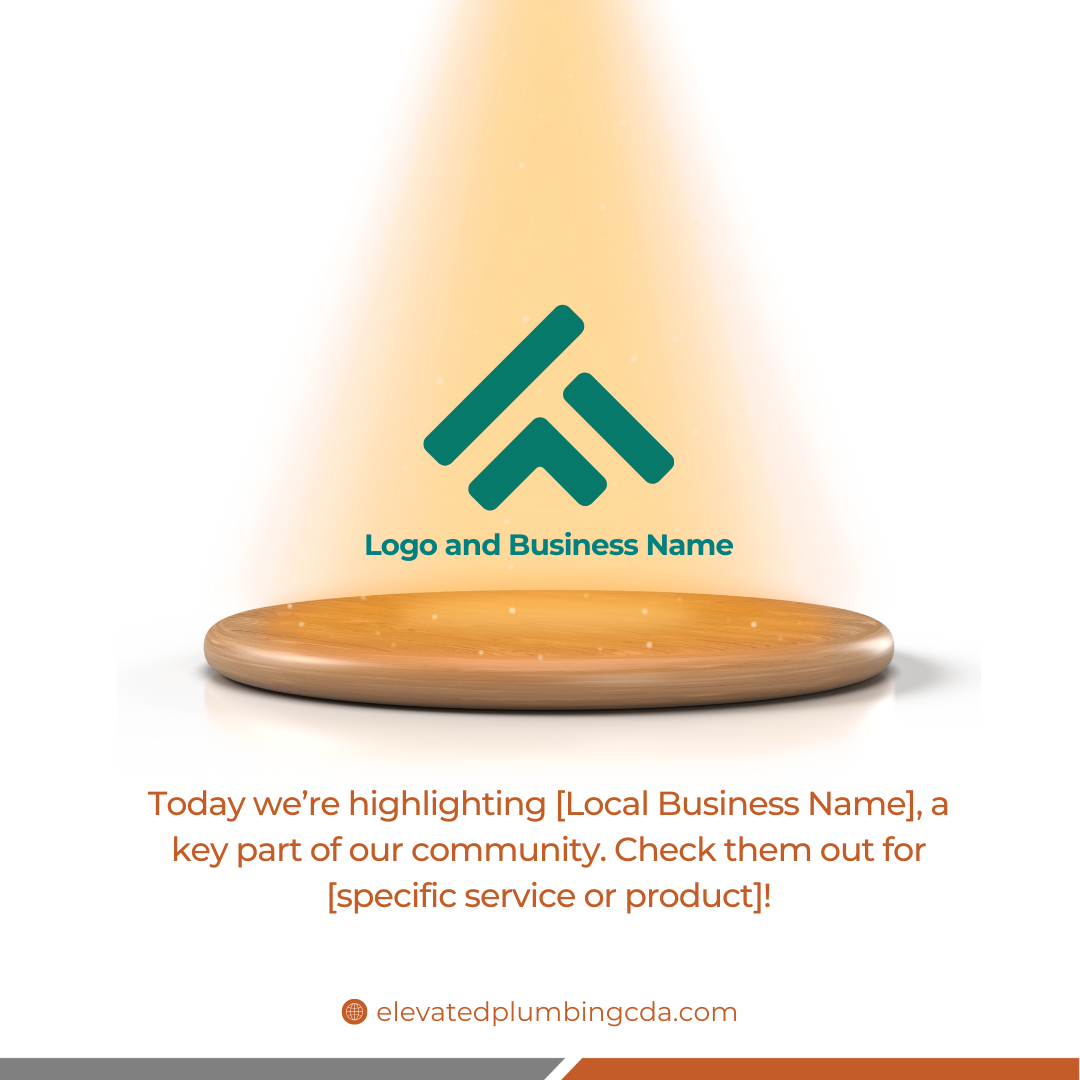 Logo and Business Name
Today we’re highlighting [Local Business Name], a
key part of our community. Check them out for
[specific service or product]!
elevatedplumbingcda.com